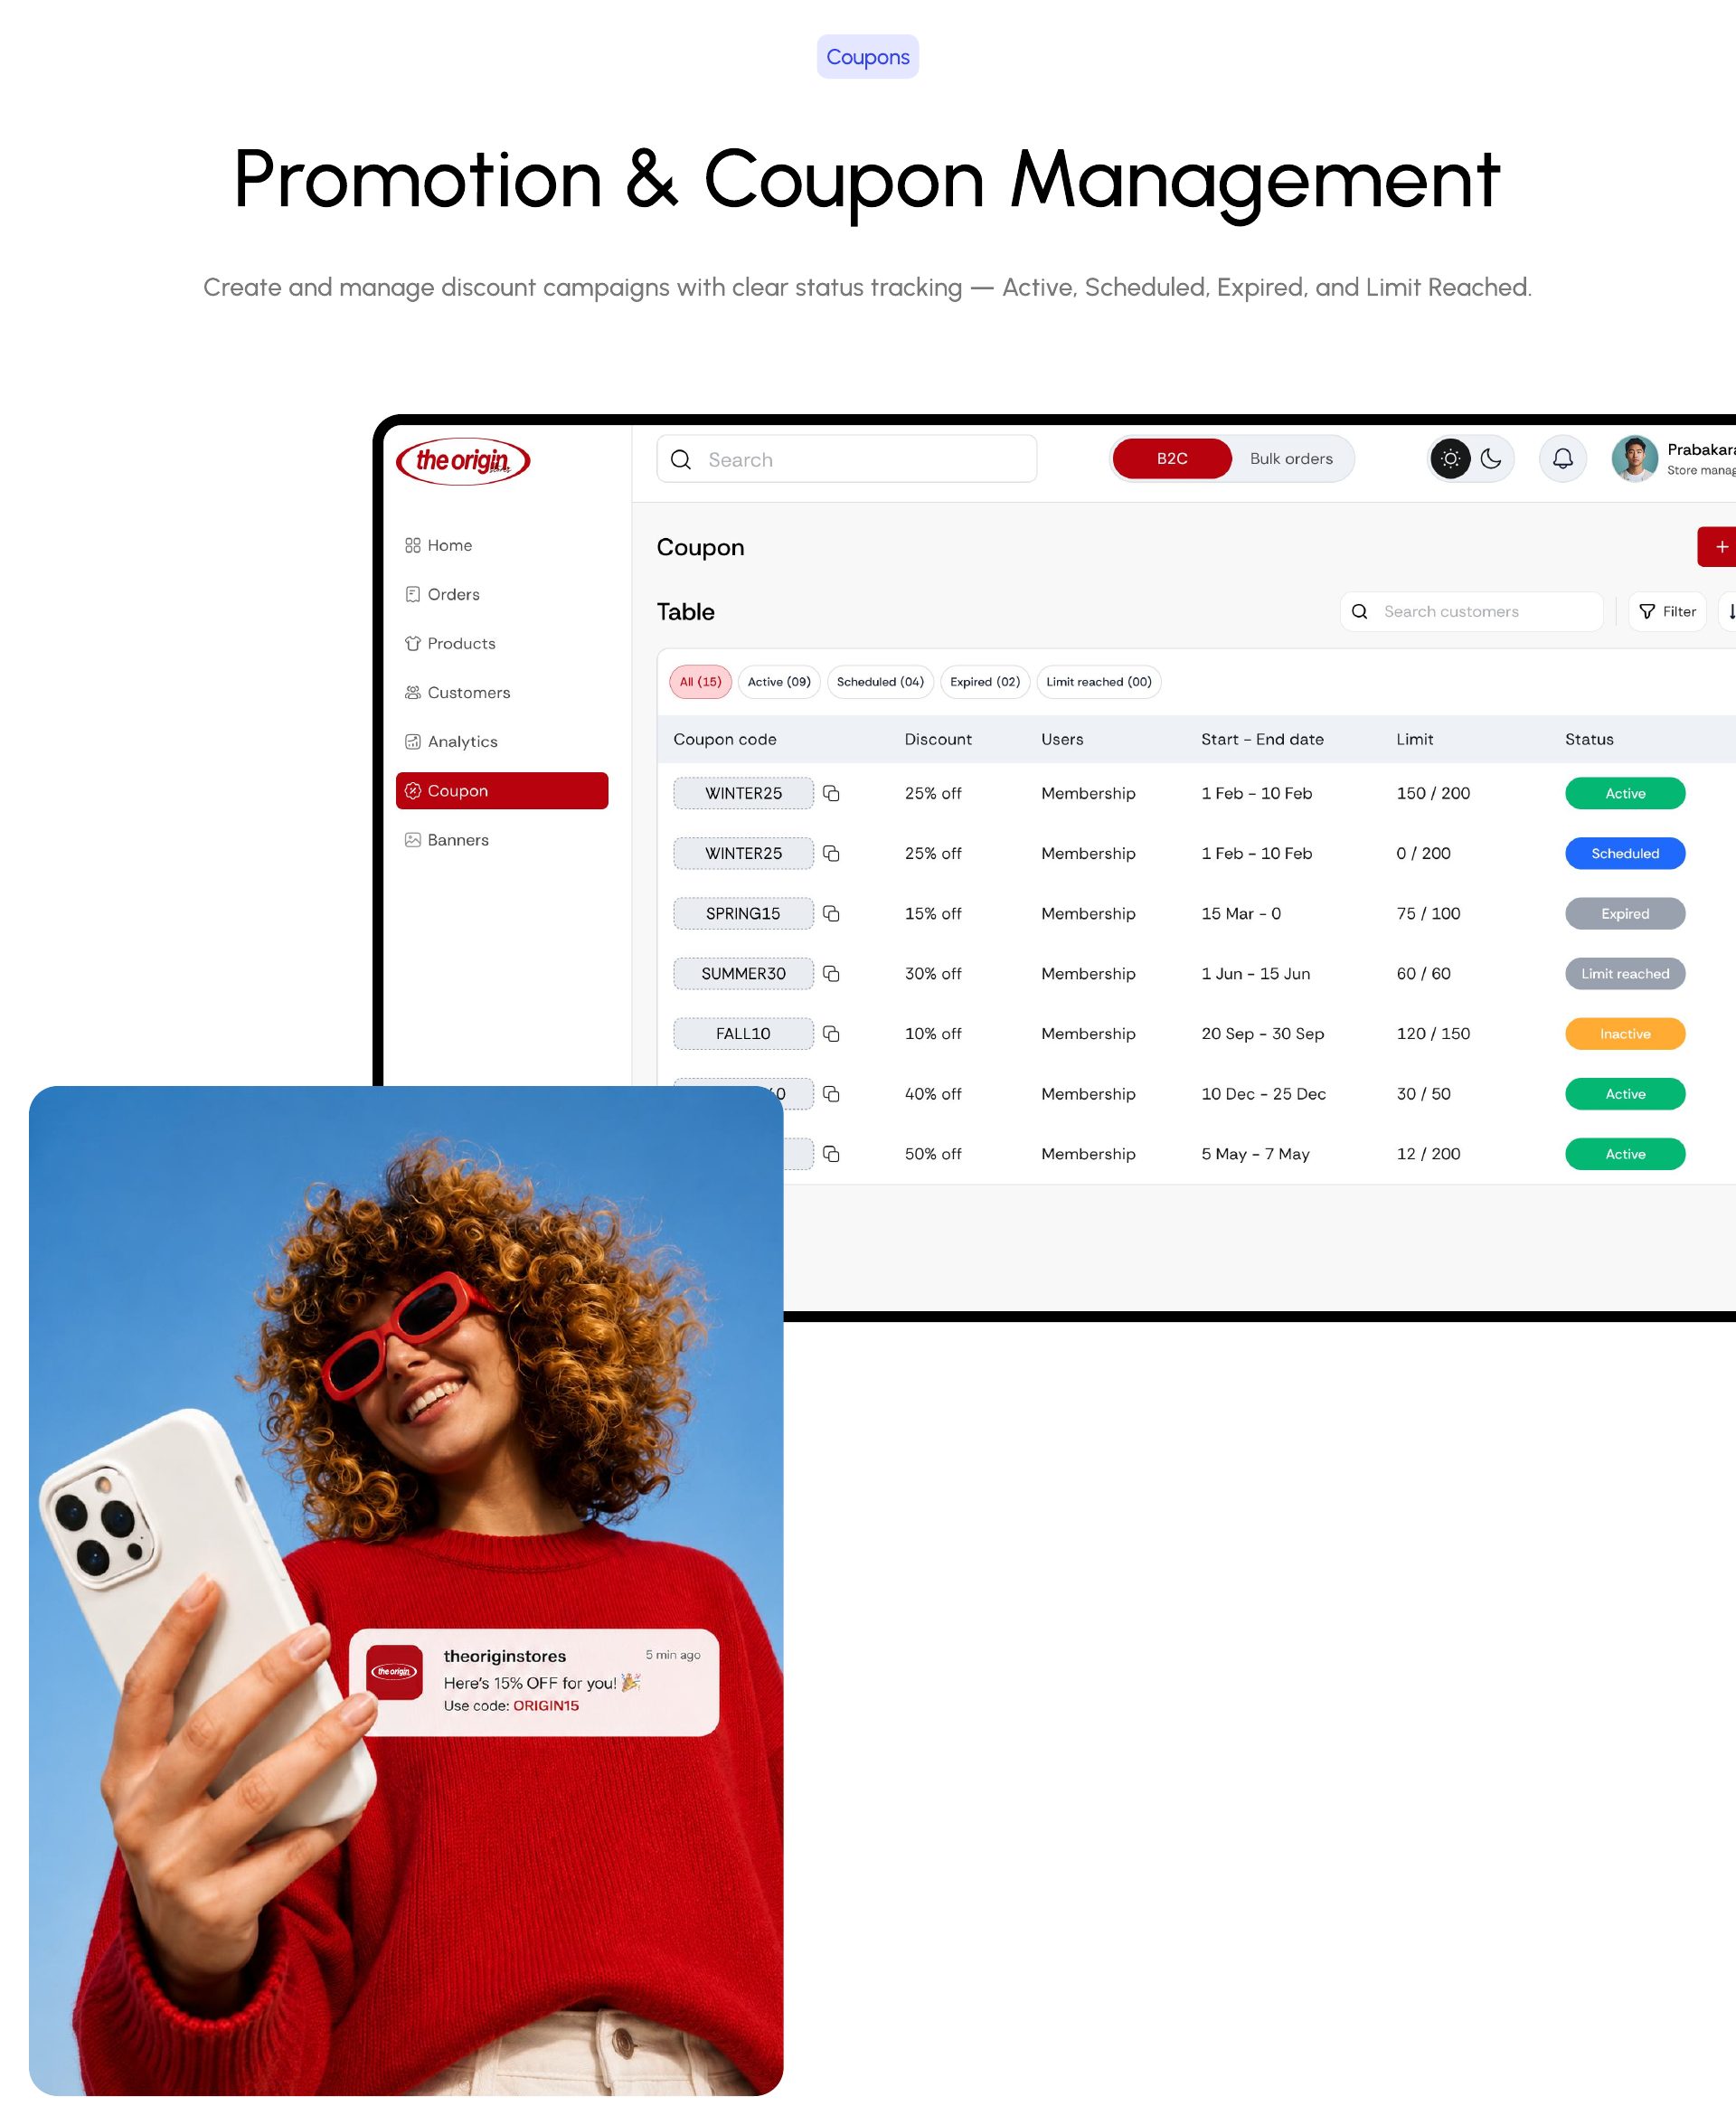 Coupons
Promotion & Coupon Management
Create and manage discount campaigns with clear status tracking — Active, Scheduled, Expired, and Limit Reached.
the origin
Search
B2C
Bulk orders
Store
Home
Orders
Products
Customers
Analytics
Coupon
Banners
Coupon
Table
Search customers
Filter
All (15)
Active (09)
Scheduled (04)
Expired (02)
Limit reached (00)
Coupon code Discount Users Start - End date Limit Status
WINTER25 25% off Membership 1 Feb - 10 Feb 150 / 200 Active
WINTER25 25% off Membership 1 Feb - 10 Feb 0 / 200 Scheduled
SPRING15 15% off Membership 15 Mar - 0 75 / 100 Expired
SUMMER30 30% off Membership 1 Jun - 15 Jun 60 / 60 Limit reached
FALL10 10% off Membership 20 Sep - 30 Sep 120 / 150 Inactive
40% off Membership 10 Dec - 25 Dec 30 / 50 Active
50% off Membership 5 May - 7 May 12 / 200 Active
the origin
theoriginstores 5 min ago
Here's 15% OFF for you! 🎉
Use code: ORIGIN15